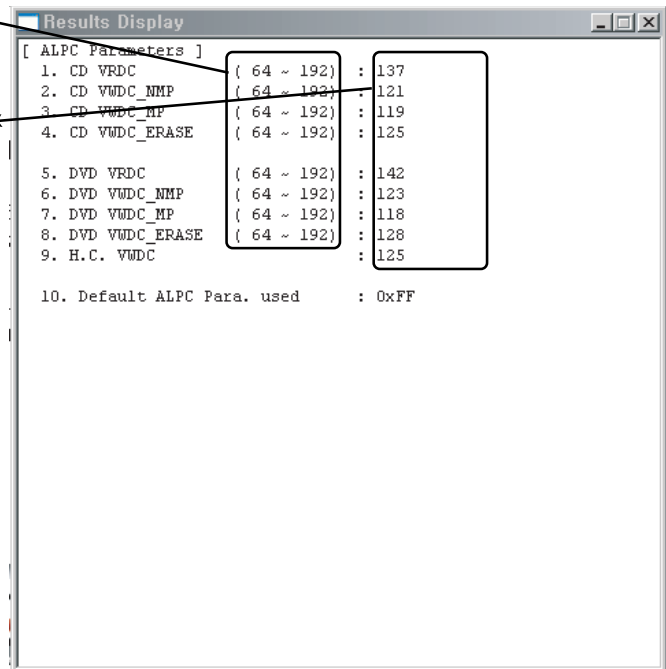 Results Display
[ ALPC Parameters ]
1. CD VRDC ( 64 ~ 192) : 137
2. CD VWDC_NMP ( 64 ~ 192) : 121
3. CD VWDC_MP ( 64 ~ 192) : 119
4. CD VWDC_ERASE ( 64 ~ 192) : 125
5. DVD VRDC ( 64 ~ 192) : 142
6. DVD VWDC_NMP ( 64 ~ 192) : 123
7. DVD VWDC_MP ( 64 ~ 192) : 118
8. DVD VWDC_ERASE ( 64 ~ 192) : 128
9. H.C. VWDC : 125
10. Default ALPC Para. used : 0xFF